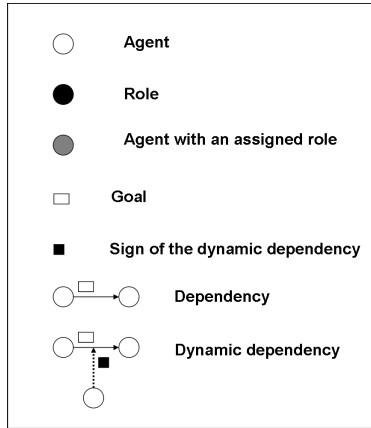 Agent
Role
Agent with an assigned role
Goal
Sign of the dynamic dependency
Dependency
Dynamic dependency